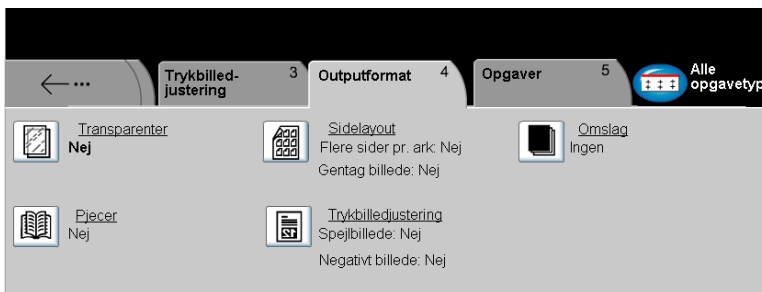 ←···
Trykbilled-
justering
3
Outputformat
4
Opgaver
5
Alle
opgavetyp
Transparenter
Nej
Sidelayout
Flere sider pr. ark: Nej
Gentag billede: Nej
Omslag
Ingen
Pjecer
Nej
Trykbilledjustering
Spejlbillede: Nej
Negativt billede: Nej